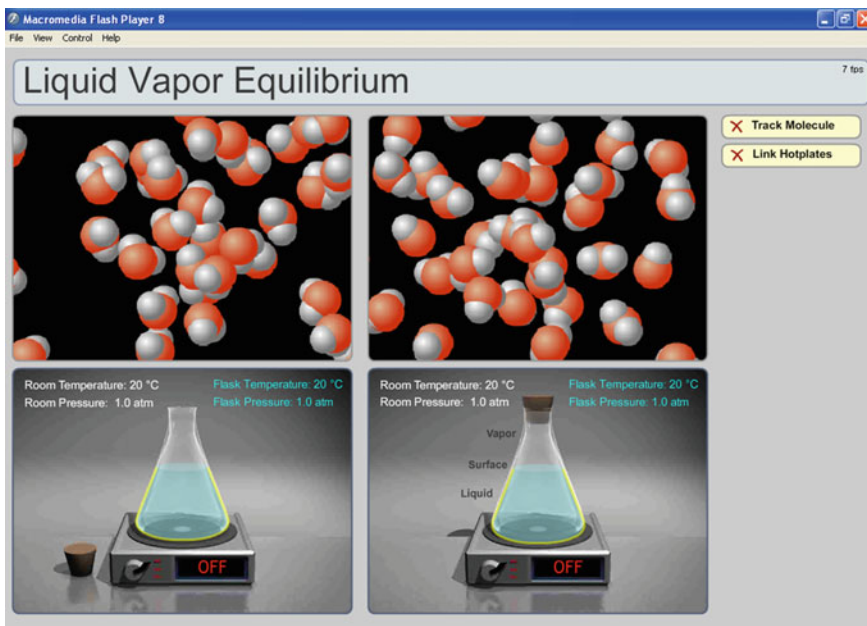 Macromedia Flash Player 8
File View Control Help
Liquid Vapor Equilibrium
7 fps
Track Molecule
Link Hotplates
Room Temperature: 20 °C
Flask Temperature: 20 °C
Room Pressure: 1.0 atm
Flask Pressure: 1.0 atm
OFF
Room Temperature: 20 °C
Flask Temperature: 20 °C
Room Pressure: 1.0 atm
Flask Pressure: 1.0 atm
Vapor
Surface
Liquid
OFF